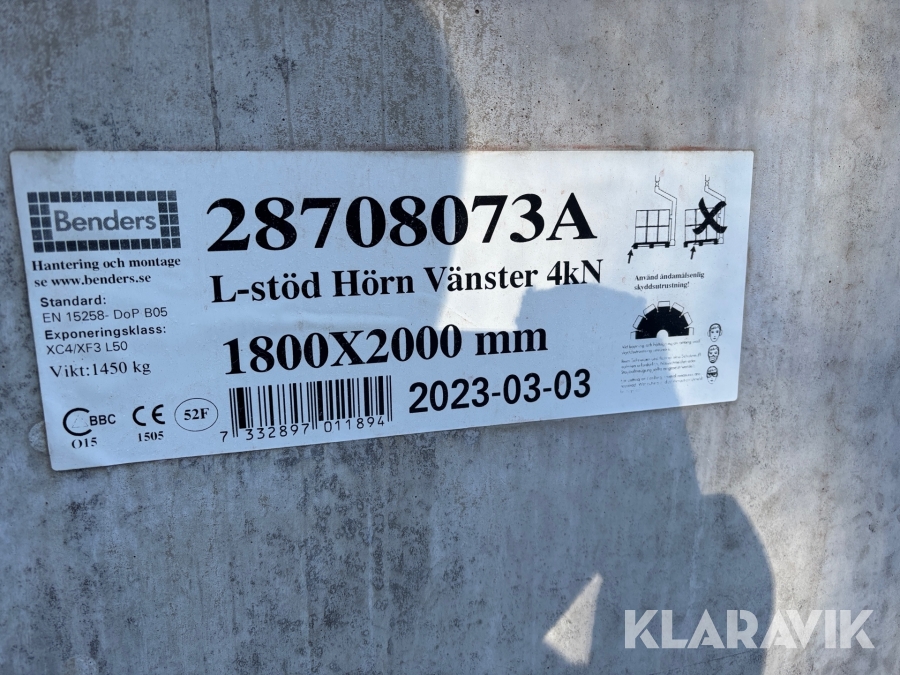 Benders
Hantering och montage
se www.benders.se
Standard:
EN 15258- DoP B05
Exponeringsklass:
XC4/XF3 L50
Vikt:1450 kg
BBC
O15
CE
1505
52F
28708073A
L-stöd Hörn Vänster 4kN
1800X2000 mm
7 332897 011894
2023-03-03
Använd ändamålsenlig
skyddsutrustning!
KLARAVIK